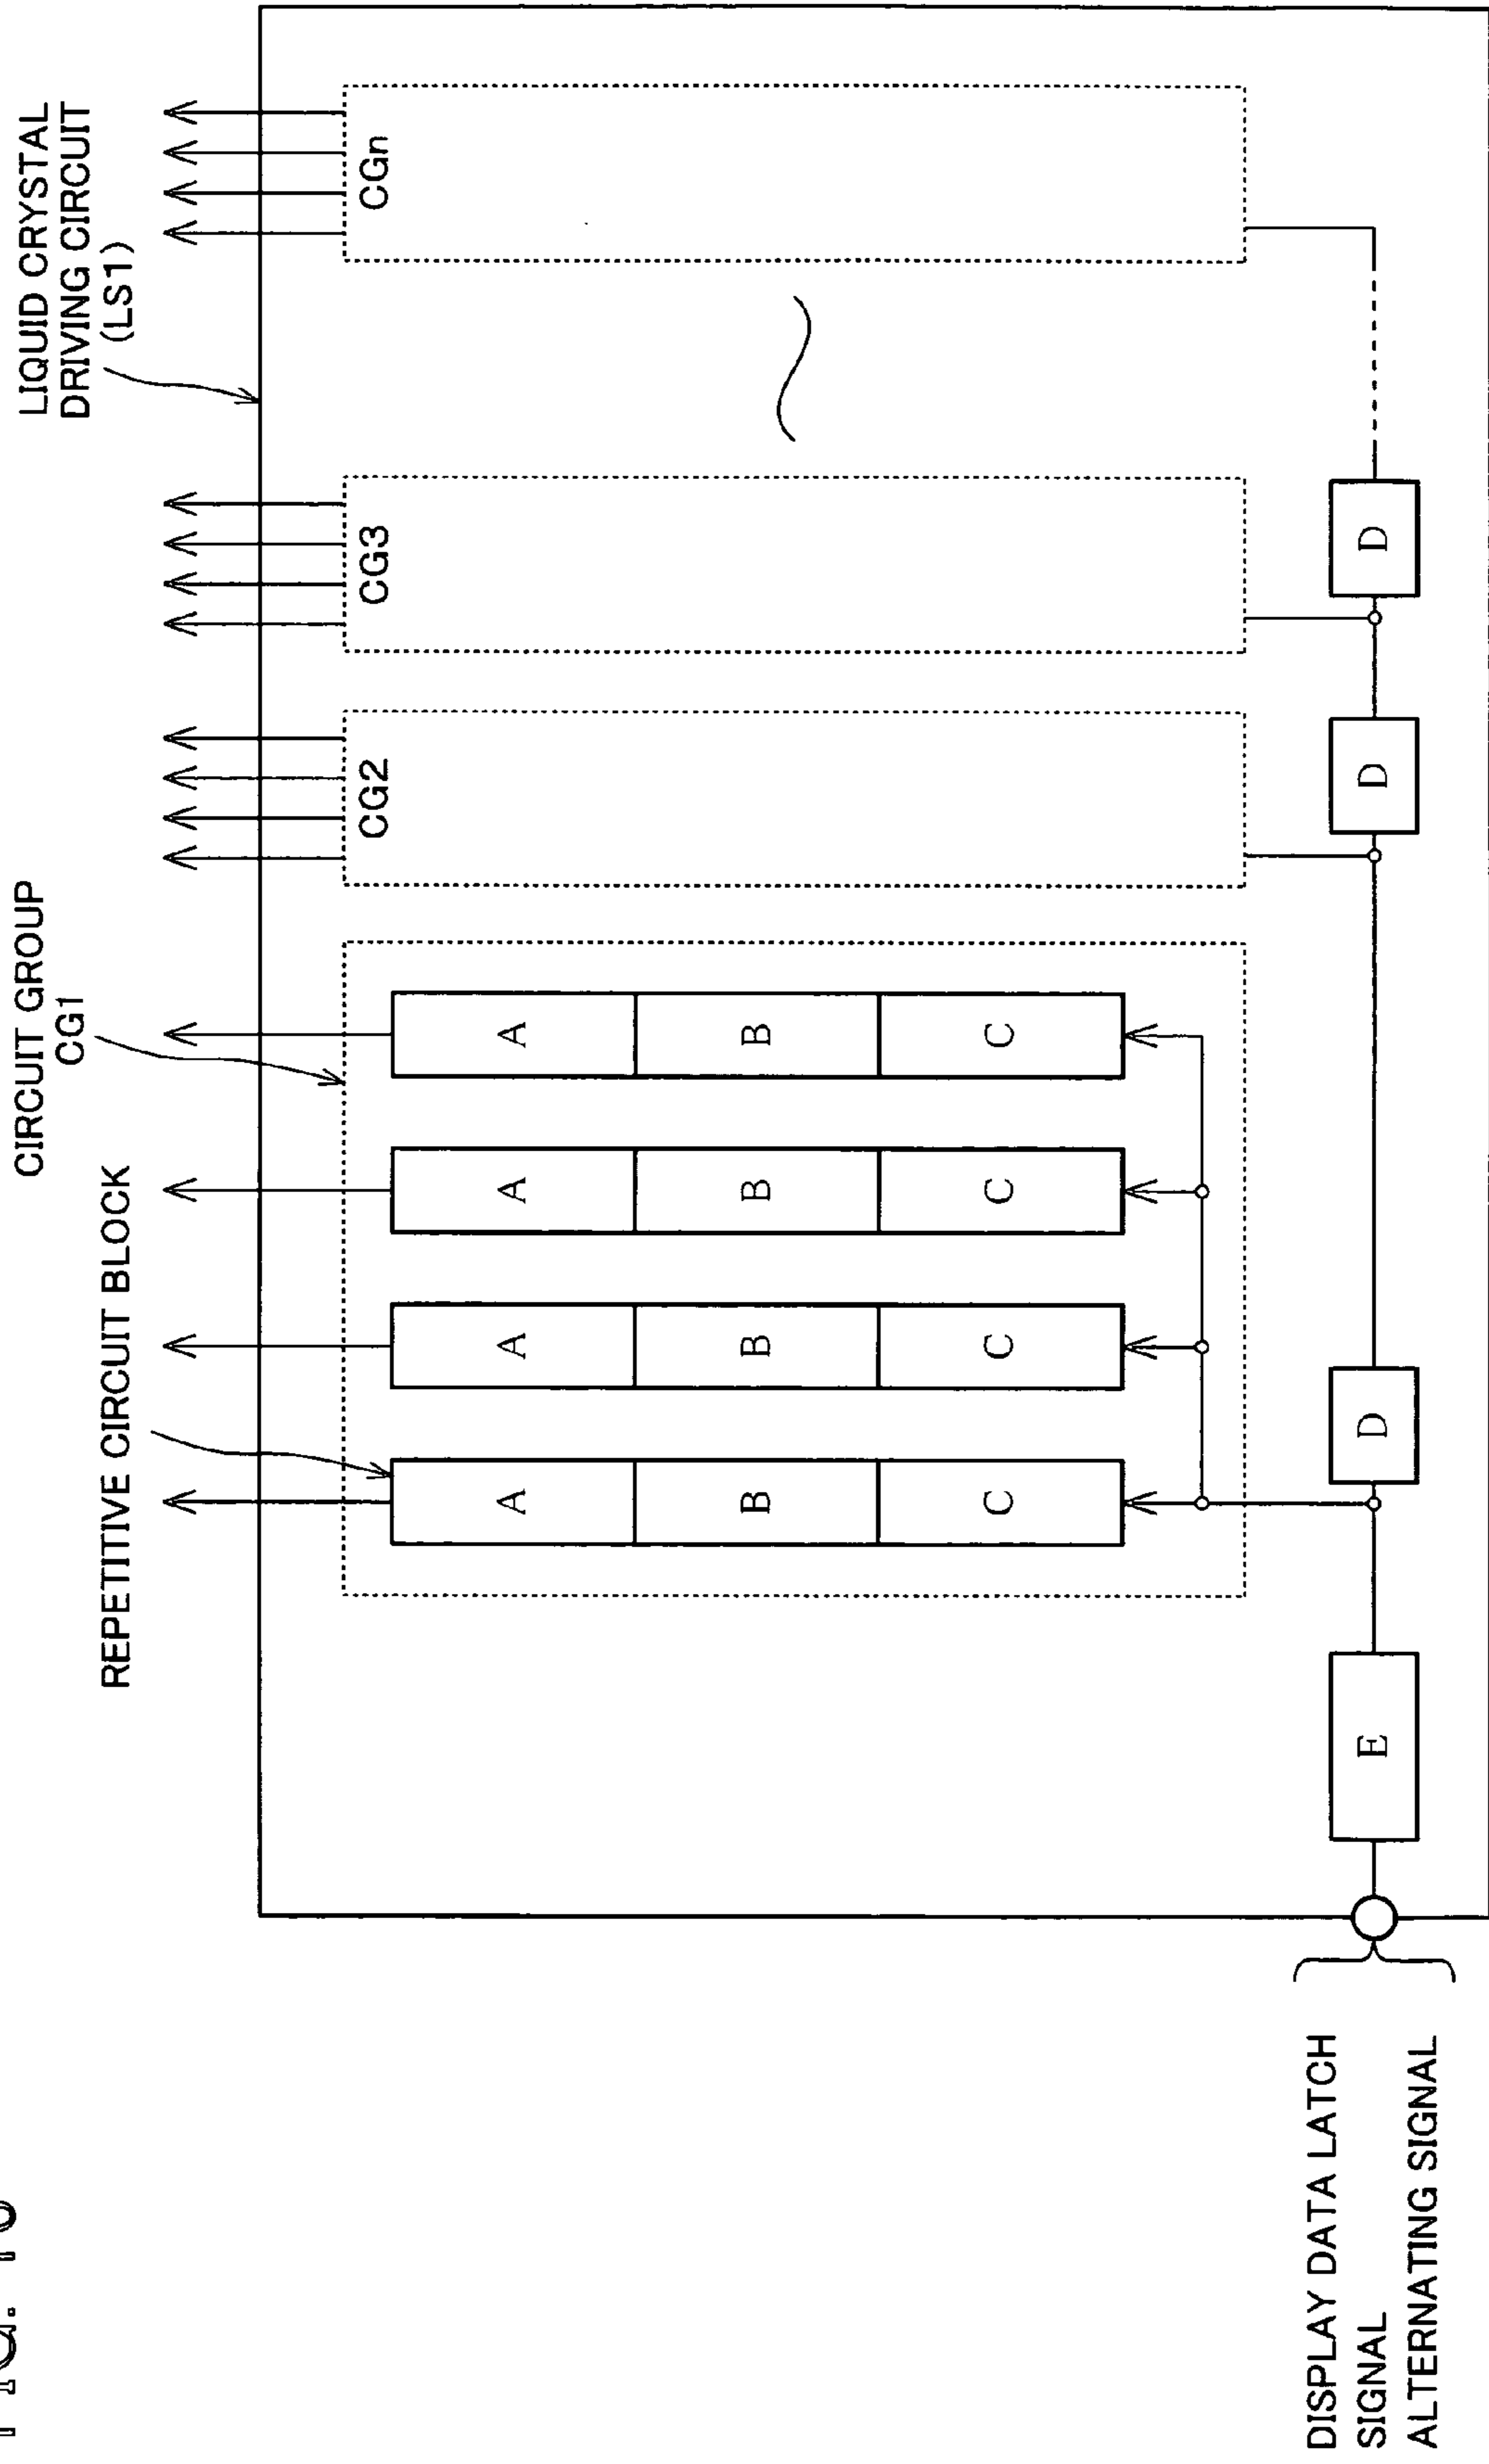 LIQUID CRYSTAL
DRIVING CIRCUIT
(LS1)
CIRCUIT GROUP
CG1
REPETITIVE CIRCUIT BLOCK
A
A
A
A
B
B
B
B
C
C
C
C
CG2
CG3
CGn
E
D
D
D
DISPLAY DATA LATCH
SIGNAL
ALTERNATING SIGNAL